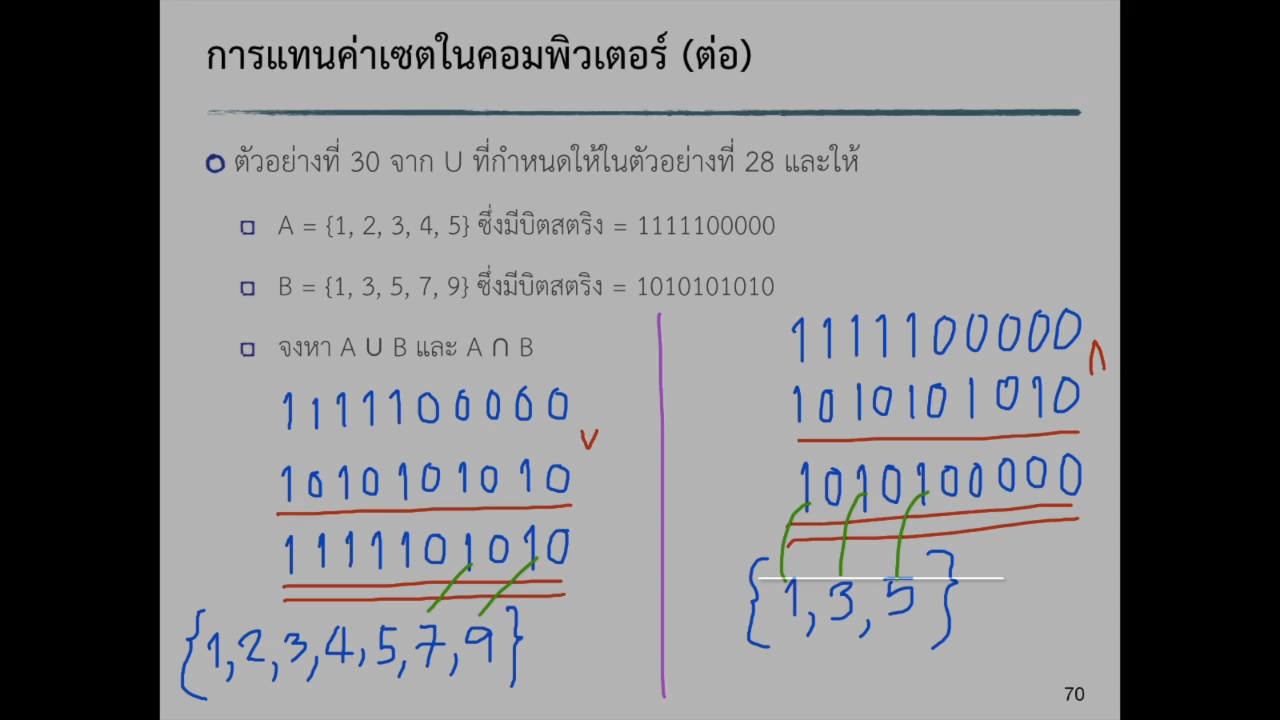 การแทนค่าเซตในคอมพิวเตอร์ (ต่อ)
ตัวอย่างที่ 30 จาก U ที่กำหนดให้ในตัวอย่างที่ 28 และให้
A = {1, 2, 3, 4, 5} ซึ่งมีบิตสตริง = 1111100000
B = {1, 3, 5, 7, 9} ซึ่งมีบิตสตริง = 1010101010
จงหา A ∪ B และ A ∩ B
1111100000
∨
1010101010
1111101010
{1,2,3,4,5,7,9}
1111100000
∧
1010101010
1010100000
{1,3,5}
70